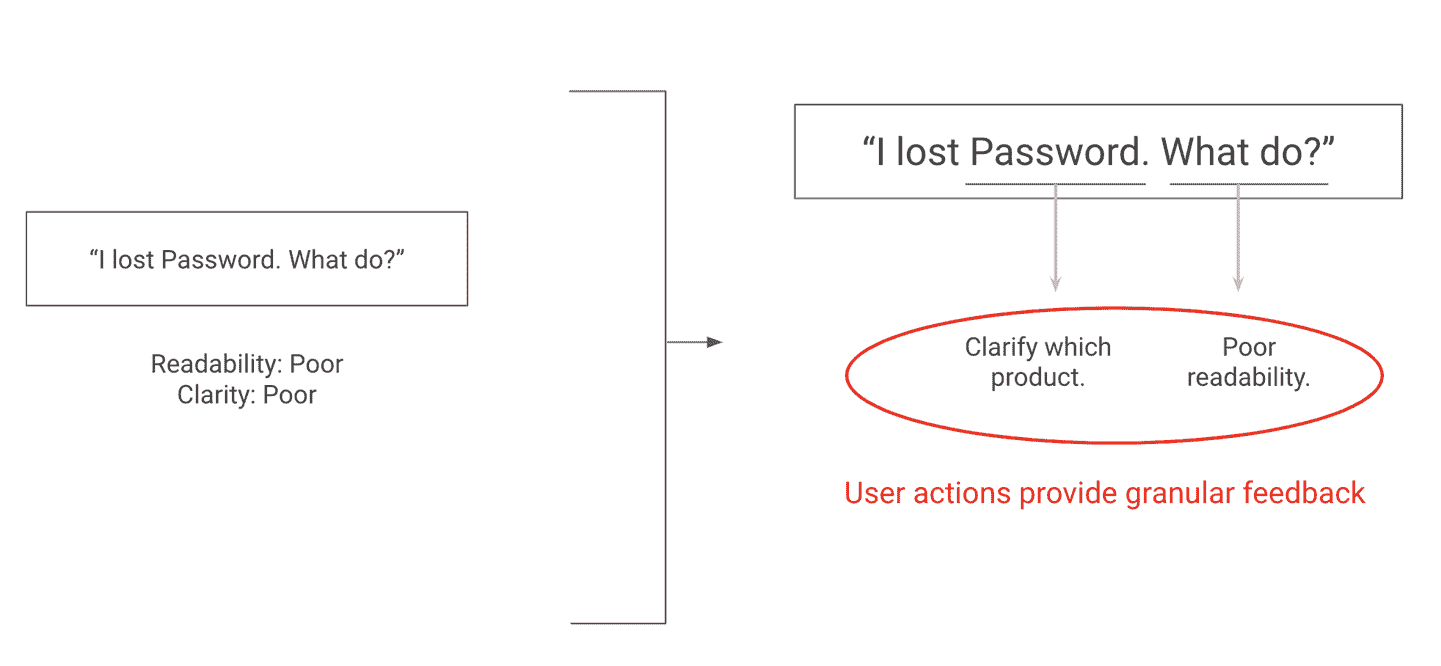 “I lost Password. What do?”
Readability: Poor
Clarity: Poor
“I lost Password. What do?”
Clarify which
product.
Poor
readability.
User actions provide granular feedback